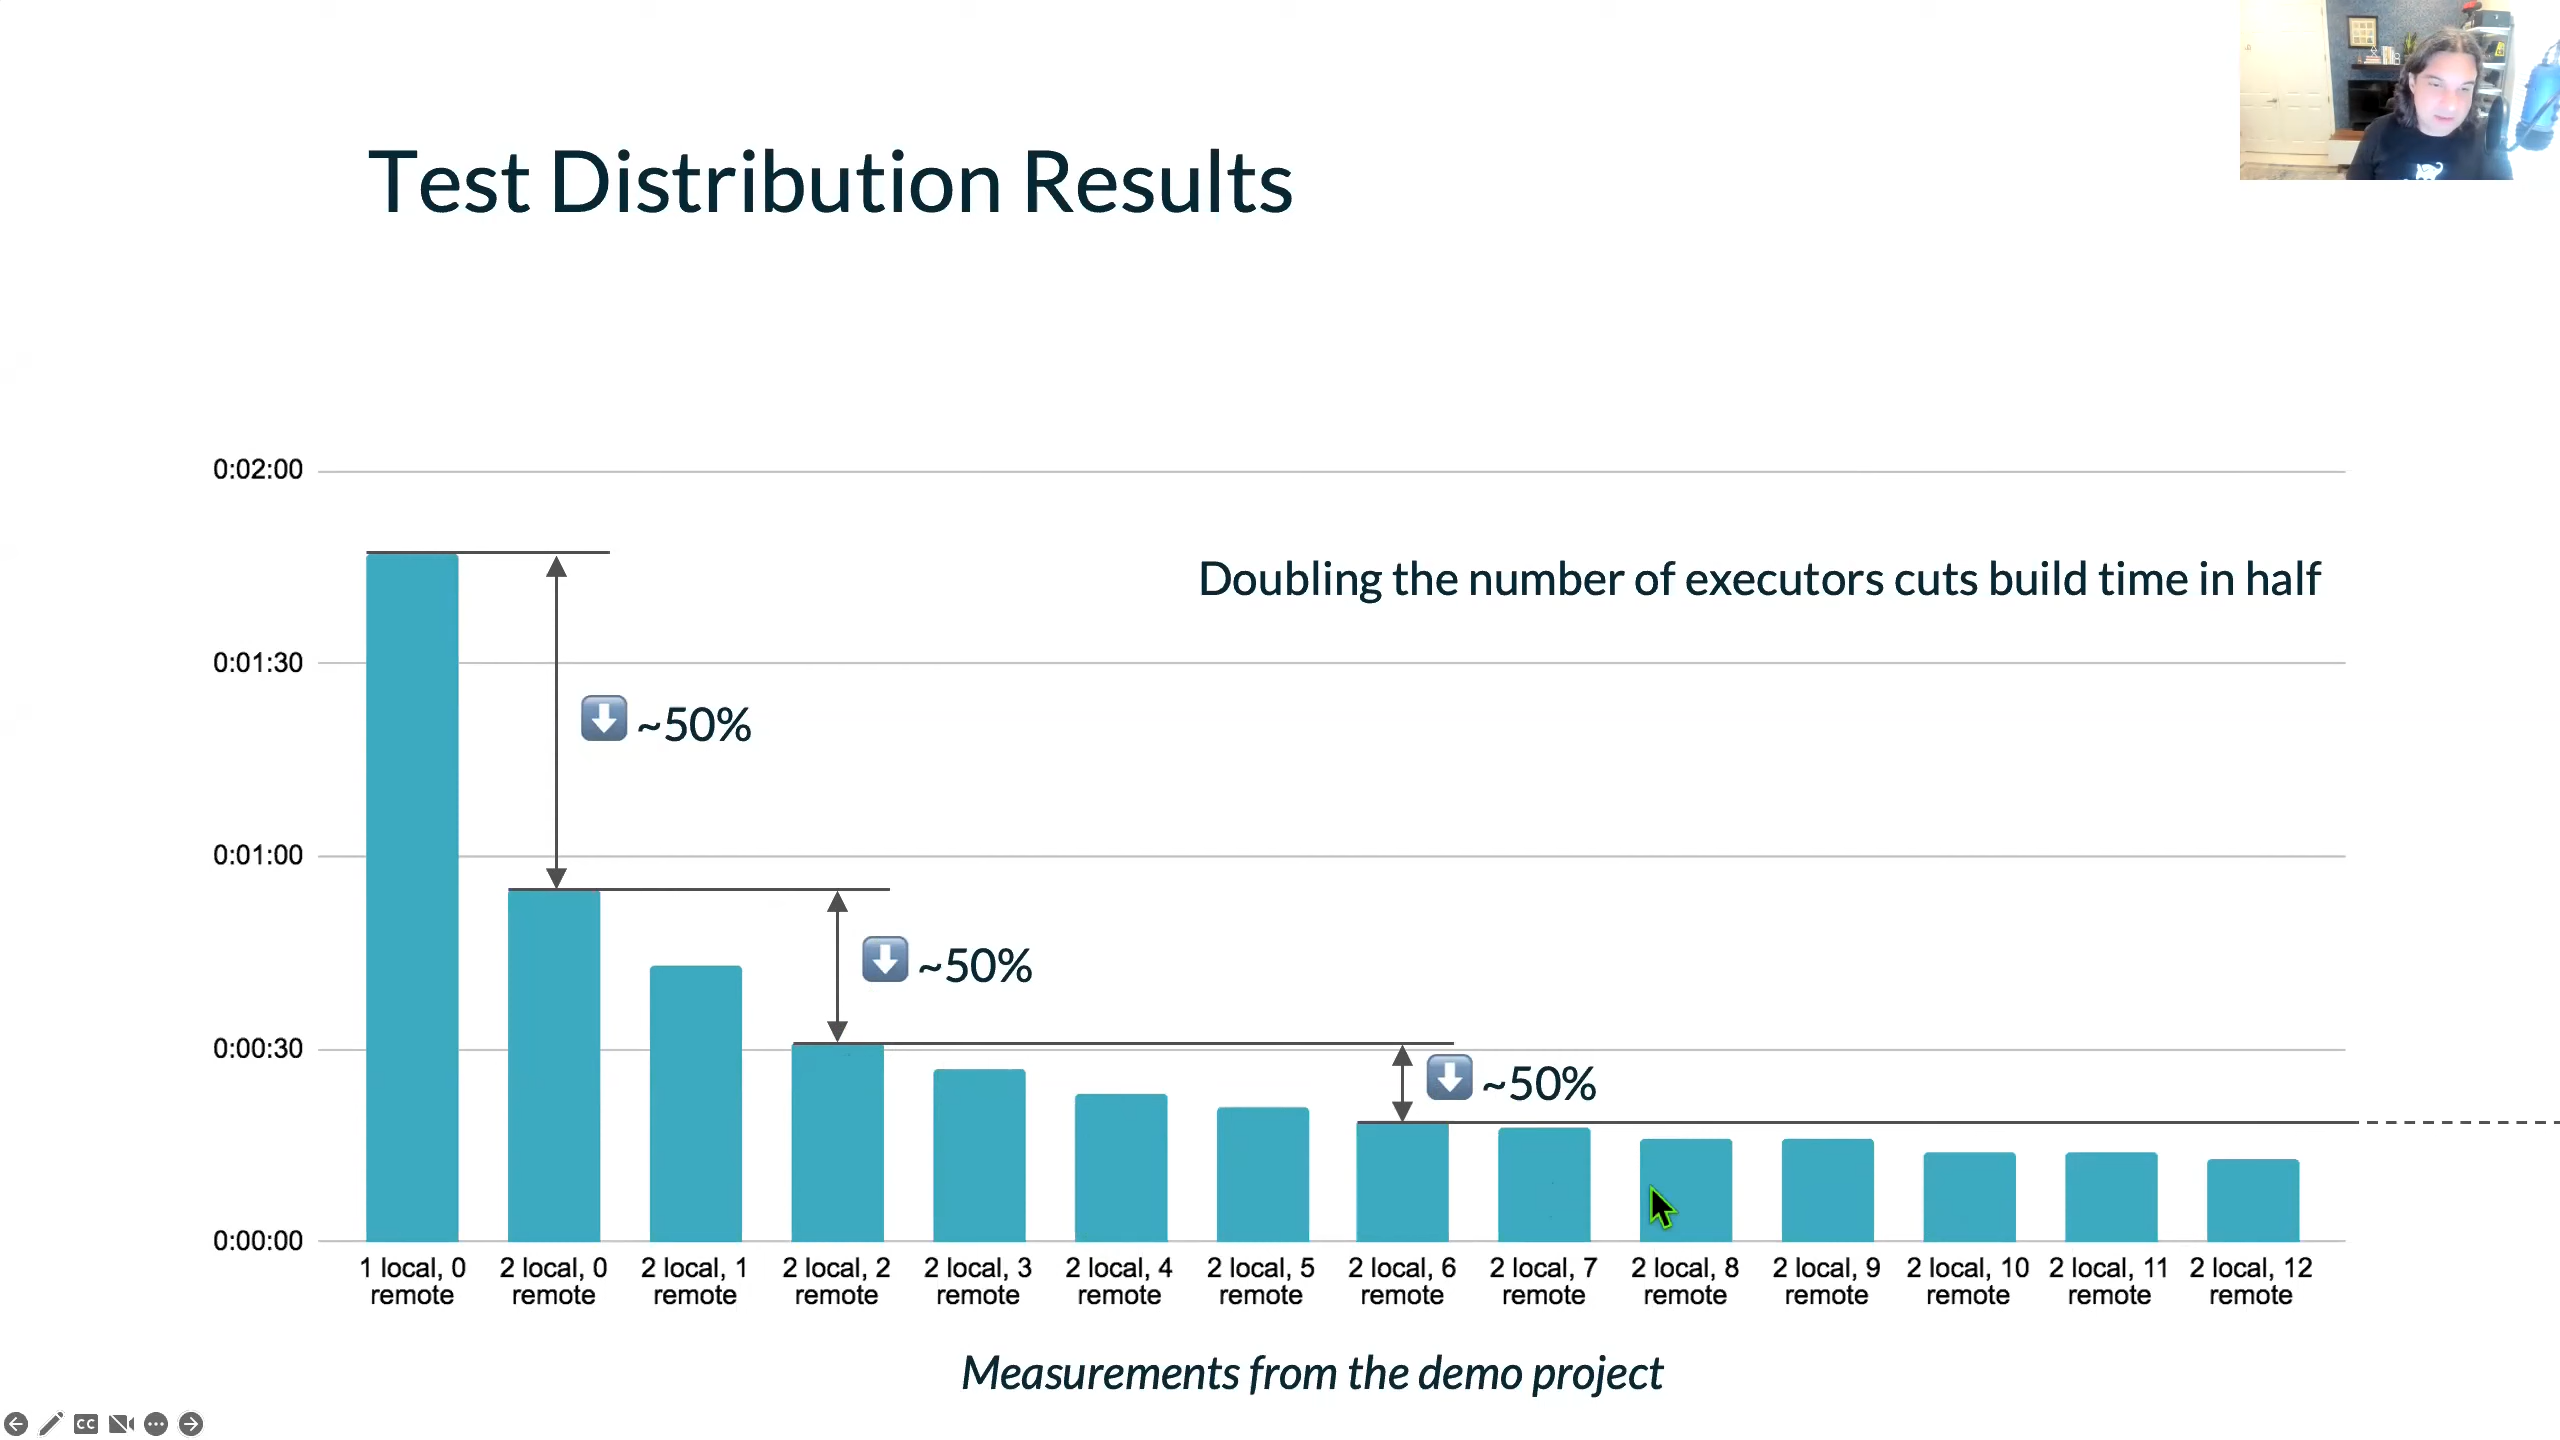 Test Distribution Results
0:02:00
Doubling the number of executors cuts build time in half
0:01:30
~50%
0:01:00
~50%
0:00:30
~50%
0:00:00
1 local, 0 remote
2 local, 0 remote
2 local, 1 remote
2 local, 2 remote
2 local, 3 remote
2 local, 4 remote
2 local, 5 remote
2 local, 6 remote
2 local, 7 remote
2 local, 8 remote
2 local, 9 remote
2 local, 10 remote
2 local, 11 remote
2 local, 12 remote
Measurements from the demo project
CC